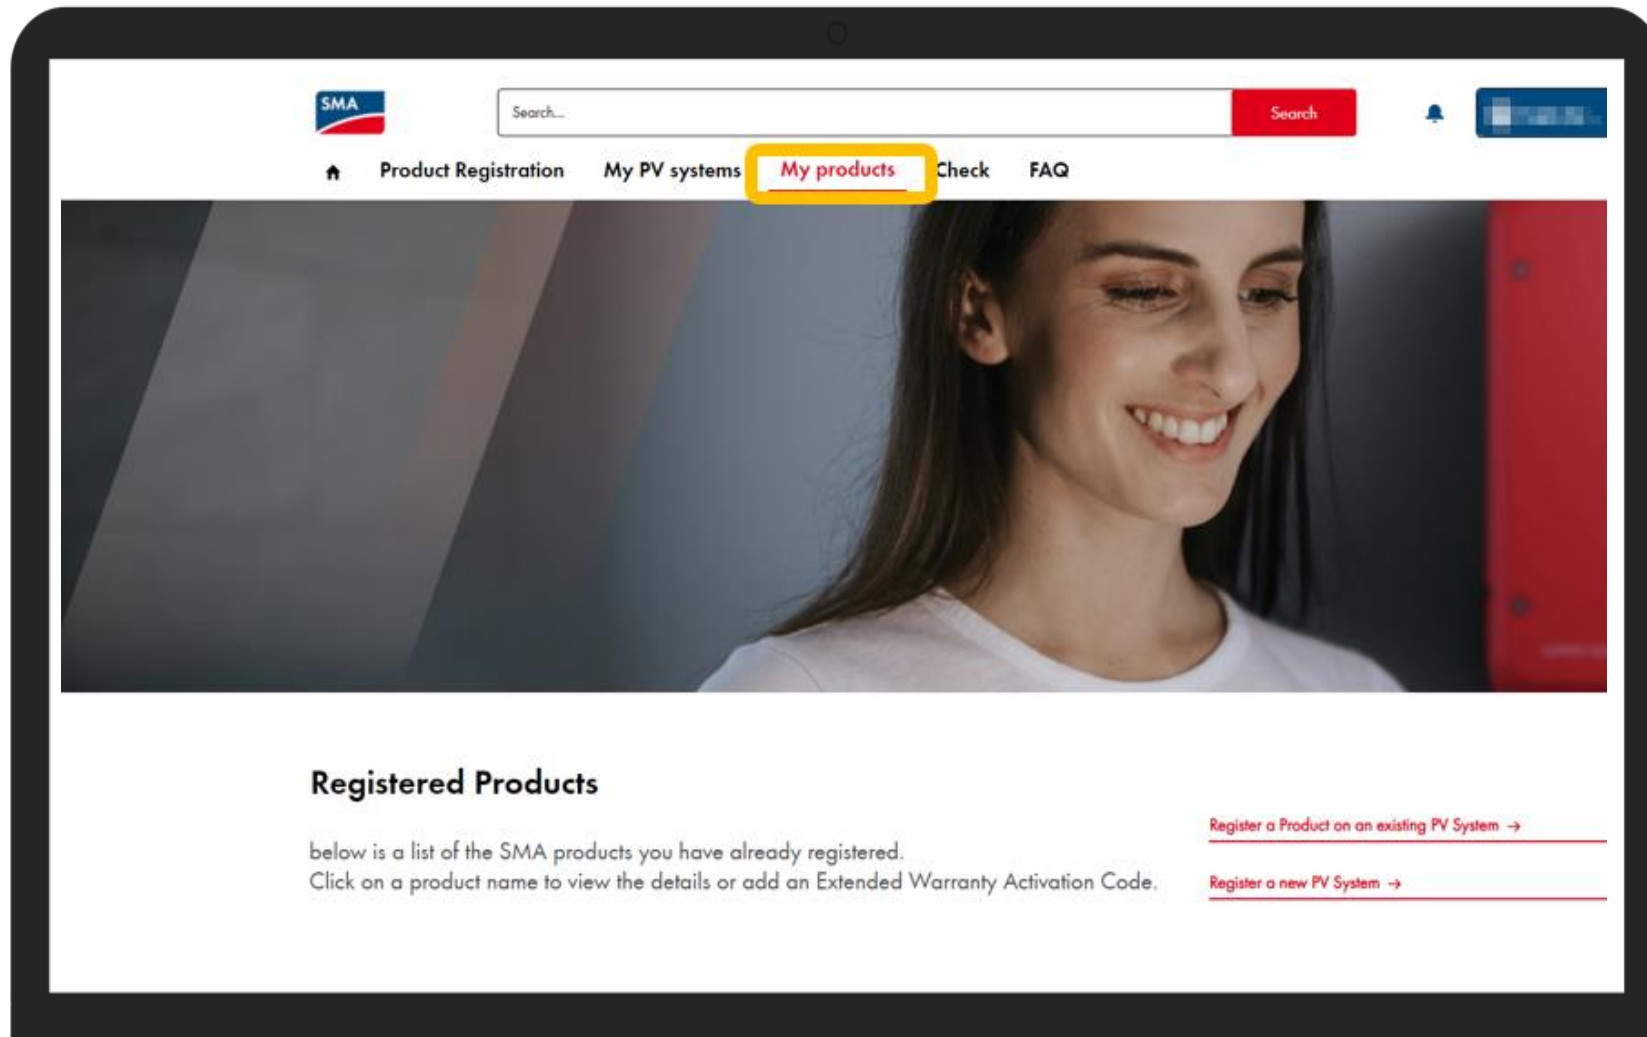 SMA
Search...
Search
Product Registration
My PV systems
My products
Check
FAQ
Registered Products
below is a list of the SMA products you have already registered.
Click on a product name to view the details or add an Extended Warranty Activation Code.
Register a Product on an existing PV System →
Register a new PV System →